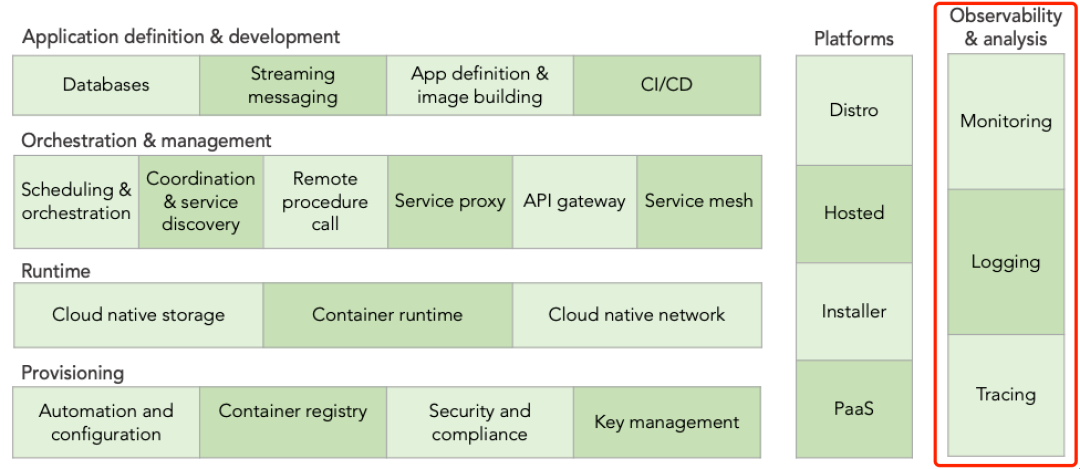 Application definition & development
Databases
Streaming
messaging
App definition &
image building
CI/CD
Orchestration & management
Scheduling &
orchestration
Coordination
& service
discovery
Remote
procedure
call
Service proxy
API gateway
Service mesh
Runtime
Cloud native storage
Container runtime
Cloud native network
Provisioning
Automation and
configuration
Container registry
Security and
compliance
Key management
Platforms
Distro
Hosted
Installer
PaaS
Observability
& analysis
Monitoring
Logging
Tracing